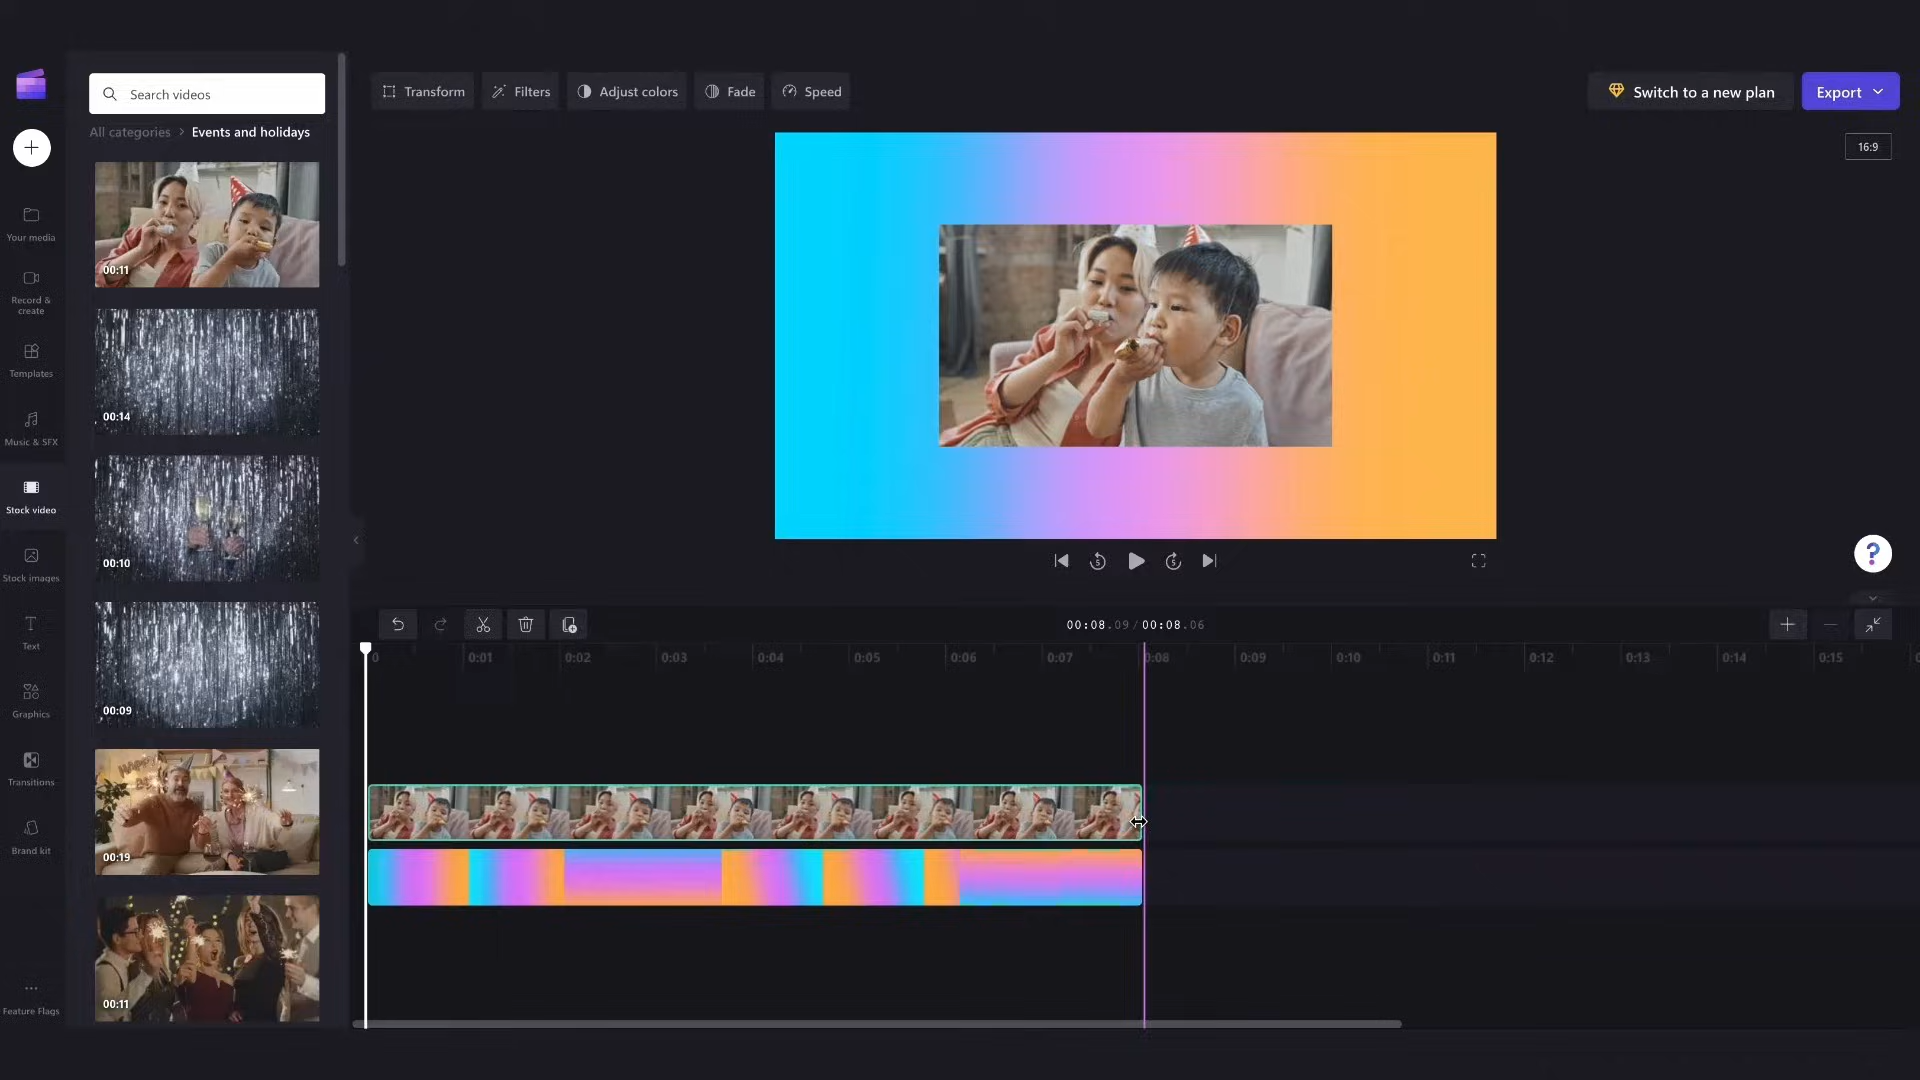 Search videos
Transform
Filters
Adjust colors
Fade
Speed
Switch to a new plan
Export
All categories > Events and holidays
16:9
Your media
Record &
create
Templates
Music & SFX
Stock video
Stock images
Text
Graphics
Transitions
Brand kit
Feature Flags
00:11
00:14
00:10
00:09
00:19
00:11
5
5
?
00:08.09 / 00:08.06
0
0:01
0:02
0:03
0:04
0:05
0:06
0:07
0:08
0:09
0:10
0:11
0:12
0:13
0:14
0:15